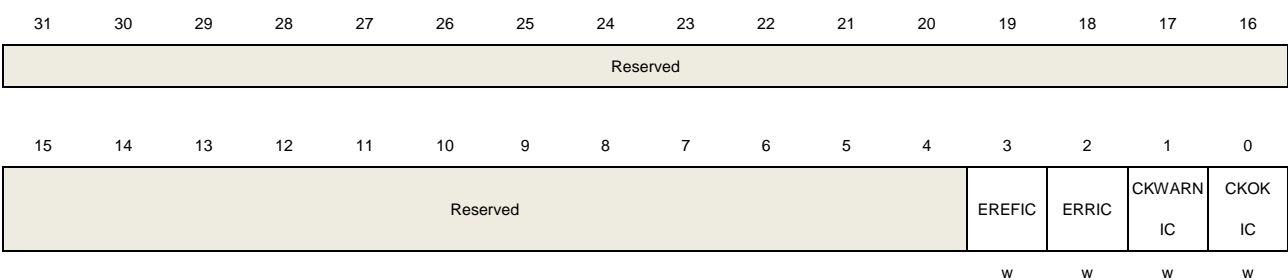 31 30 29 28 27 26 25 24 23 22 21 20 19 18 17 16
Reserved
15 14 13 12 11 10 9 8 7 6 5 4 3 2 1 0
Reserved EREFIC ERRIC CKWARN IC CKOK IC
w w w w